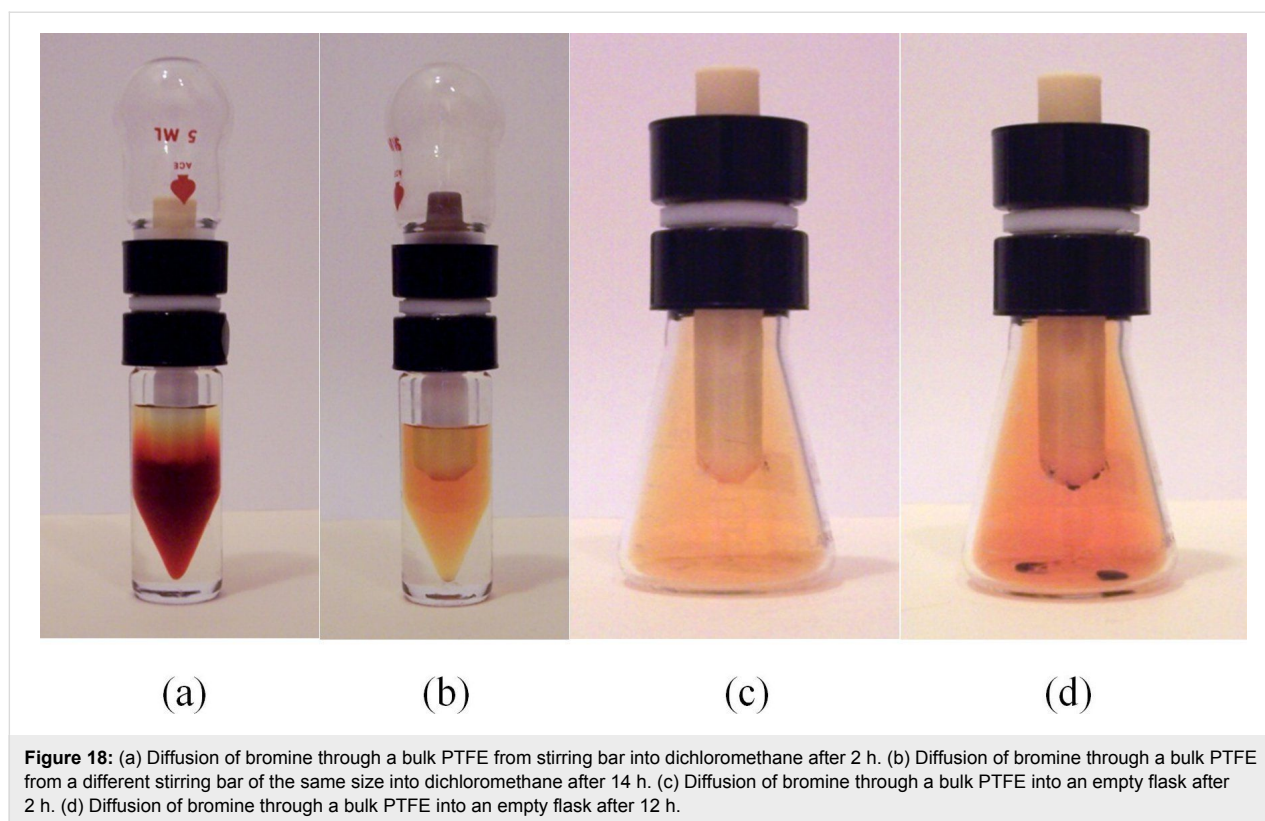 5 ML
ACE
(a)
(b)
(c)
(d)
Figure 18: (a) Diffusion of bromine through a bulk PTFE from stirring bar into dichloromethane after 2 h. (b) Diffusion of bromine through a bulk PTFE
from a different stirring bar of the same size into dichloromethane after 14 h. (c) Diffusion of bromine through a bulk PTFE into an empty flask after
2 h. (d) Diffusion of bromine through a bulk PTFE into an empty flask after 12 h.